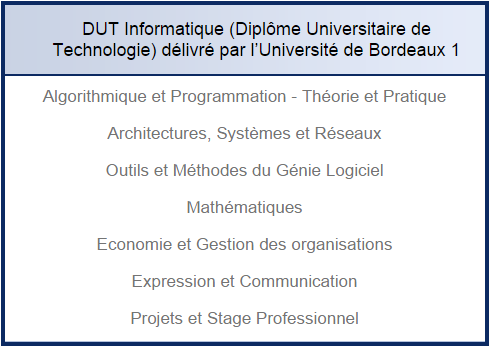 DUT Informatique (Diplôme Universitaire de
Technologie) délivré par l'Université de Bordeaux 1
Algorithmique et Programmation - Théorie et Pratique
Architectures, Systèmes et Réseaux
Outils et Méthodes du Génie Logiciel
Mathématiques
Economie et Gestion des organisations
Expression et Communication
Projets et Stage Professionnel